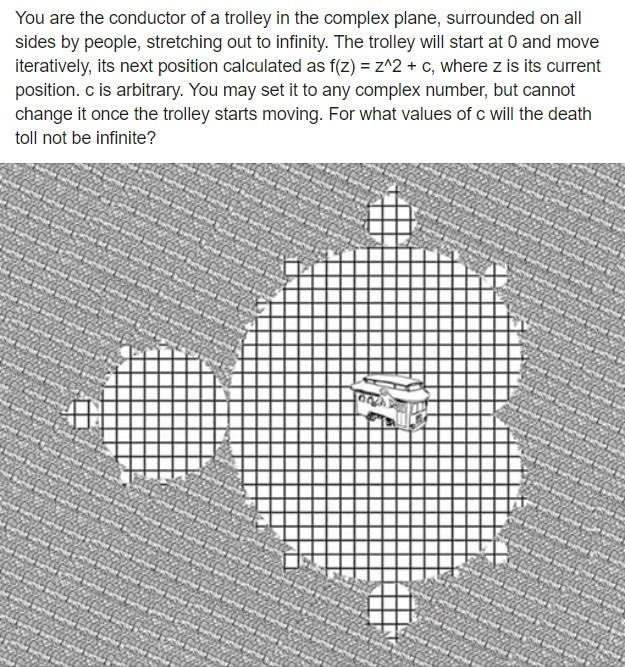 You are the conductor of a trolley in the complex plane, surrounded on all
sides by people, stretching out to infinity. The trolley will start at 0 and move
iteratively, its next position calculated as f(z) = z^2 + c, where z is its current
position. c is arbitrary. You may set it to any complex number, but cannot
change it once the trolley starts moving. For what values of c will the death
toll not be infinite?